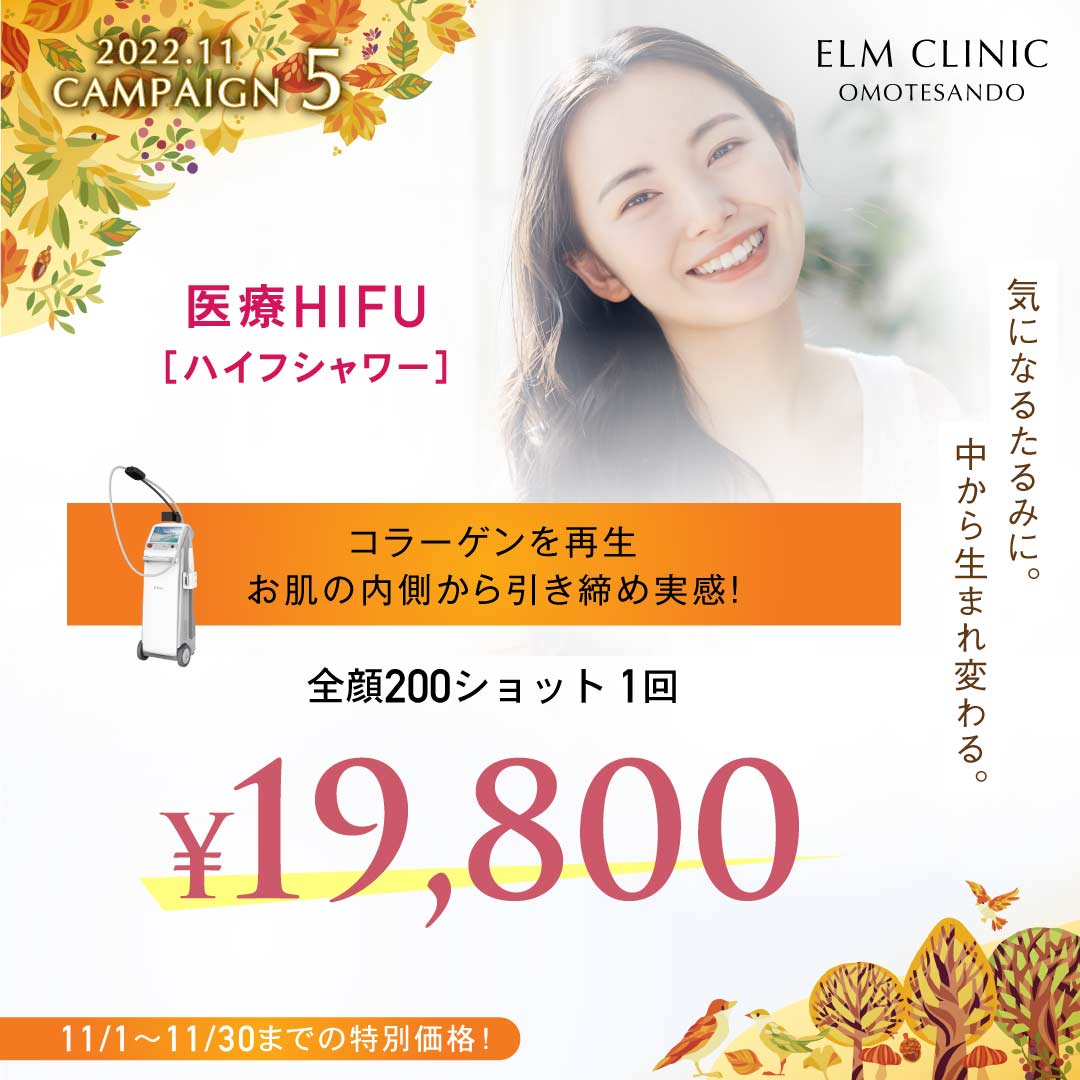 2022.11
CAMPAIGN 5
ELM CLINIC
OMOTESANDO
医療HIFU
［ハイフシャワー］
気になるたるみに。
中から生まれ変わる。
コラーゲンを再生
お肌の内側から引き締め実感!
全顔200ショット 1回
¥19,800
11/1～11/30までの特別価格!